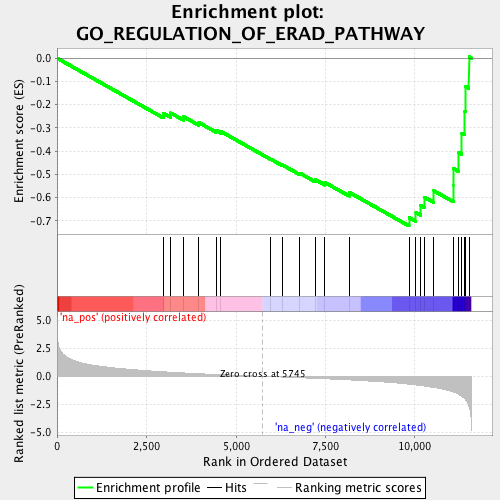 Enrichment plot:
GO_REGULATION_OF_ERAD_PATHWAY
Enrichment score (ES)
0.0
-0.1
-0.2
-0.3
-0.4
-0.5
-0.6
-0.7
Ranked list metric (PreRanked)
5.0
2.5
0.0
-2.5
-5.0
'na_pos' (positively correlated)
Zero cross at 5745
'na_neg' (negatively correlated)
0
2,500
5,000
7,500
10,000
Rank in Ordered Dataset
Enrichment profile
Hits
Ranking metric scores